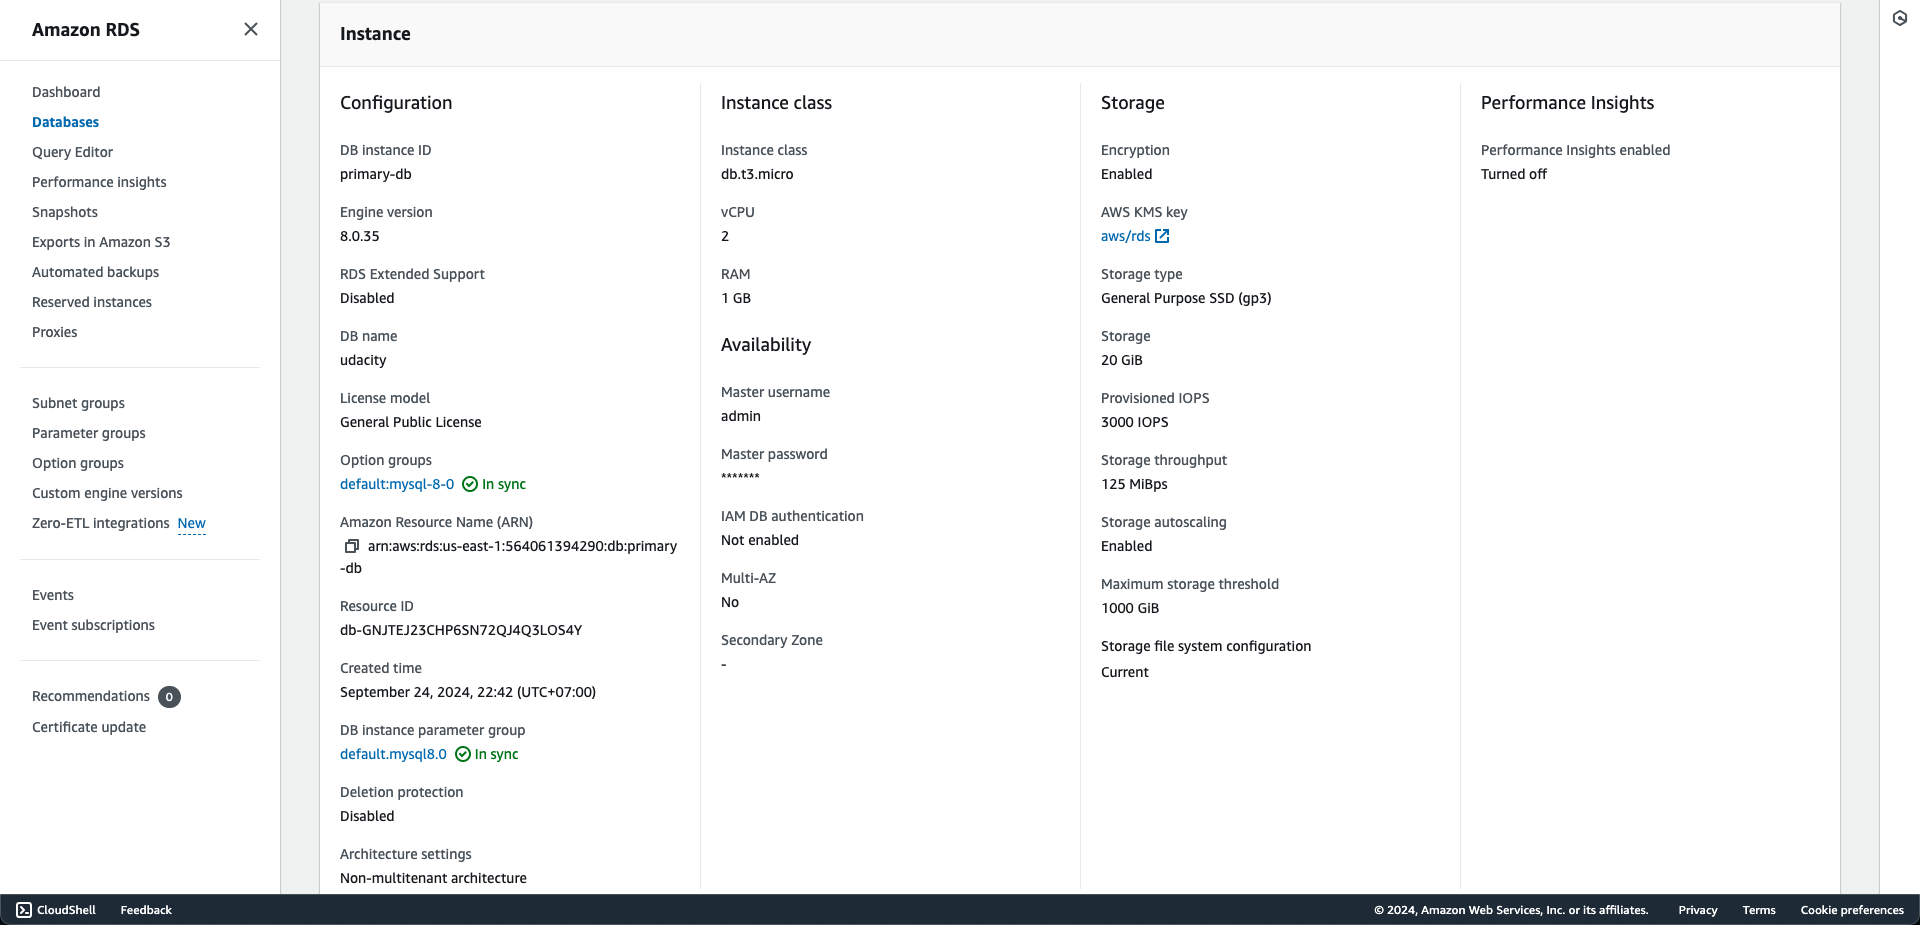 Amazon RDS
Dashboard
Databases
Query Editor
Performance insights
Snapshots
Exports in Amazon S3
Automated backups
Reserved instances
Proxies
Subnet groups
Parameter groups
Option groups
Custom engine versions
Zero-ETL integrations New
Events
Event subscriptions
Recommendations 0
Certificate update
Instance
Configuration
DB instance ID
primary-db
Engine version
8.0.35
RDS Extended Support
Disabled
DB name
udacity
License model
General Public License
Option groups
default:mysql-8-0 In sync
Amazon Resource Name (ARN)
arn:aws:rds:us-east-1:564061394290:db:primary
-db
Resource ID
db-GNJTEJ23CHP6SN72QJ4Q3LOS4Y
Created time
September 24, 2024, 22:42 (UTC+07:00)
DB instance parameter group
default.mysql8.0 In sync
Deletion protection
Disabled
Architecture settings
Non-multitenant architecture
Instance class
Instance class
db.t3.micro
vCPU
2
RAM
1 GB
Availability
Master username
admin
Master password
*******
IAM DB authentication
Not enabled
Multi-AZ
No
Secondary Zone
-
Storage
Encryption
Enabled
AWS KMS key
aws/rds
Storage type
General Purpose SSD (gp3)
Storage
20 GiB
Provisioned IOPS
3000 IOPS
Storage throughput
125 MiBps
Storage autoscaling
Enabled
Maximum storage threshold
1000 GiB
Storage file system configuration
Current
Performance Insights
Performance Insights enabled
Turned off
CloudShell Feedback © 2024, Amazon Web Services, Inc. or its affiliates. Privacy Terms Cookie preferences